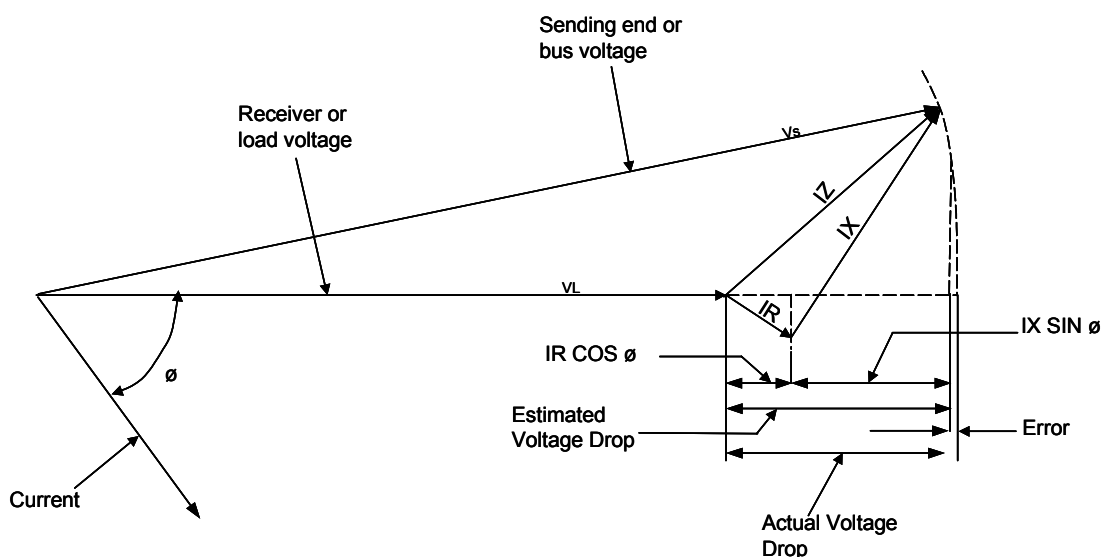 Sending end or
bus voltage
Receiver or
load voltage
Vs
IZ
IX
VL
IR
IX SIN ø
IR COS ø
ø
Estimated
Voltage Drop
Error
Current
Actual Voltage
Drop